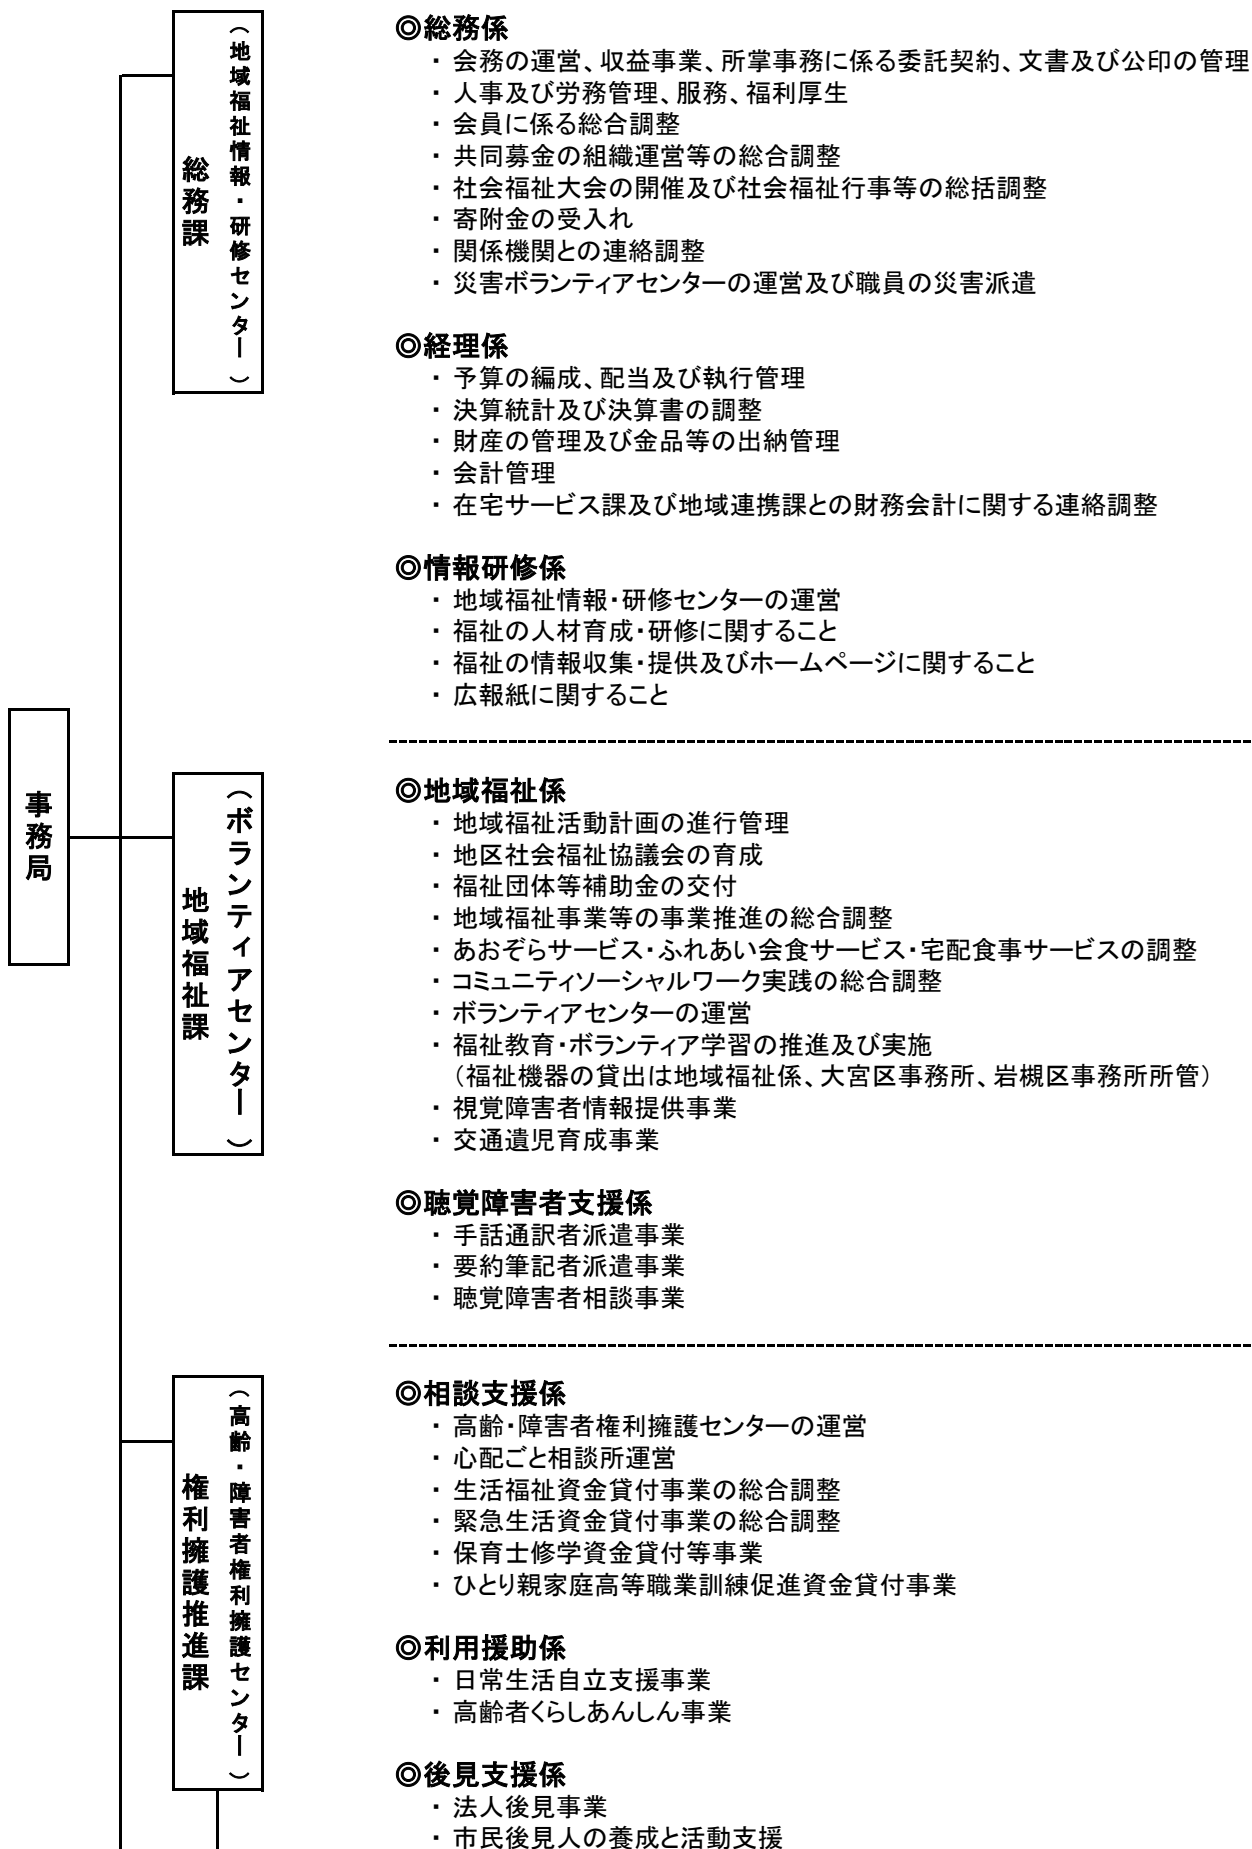 事務局
総務課
（地域福祉情報・研修センター）
◎総務係
・ 会務の運営、収益事業、所掌事務に係る委託契約、文書及び公印の管理
・ 人事及び労務管理、服務、福利厚生
・ 会員に係る総合調整
・ 共同募金の組織運営等の総合調整
・ 社会福祉大会の開催及び社会福祉行事等の総括調整
・ 寄附金の受入れ
・ 関係機関との連絡調整
・ 災害ボランティアセンターの運営及び職員の災害派遣
◎経理係
・ 予算の編成、配当及び執行管理
・ 決算統計及び決算書の調整
・ 財産の管理及び金品等の出納管理
・ 会計管理
・ 在宅サービス課及び地域連携課との財務会計に関する連絡調整
◎情報研修係
・ 地域福祉情報・研修センターの運営
・ 福祉の人材育成・研修に関すること
・ 福祉の情報収集・提供及びホームページに関すること
・ 広報紙に関すること
地域福祉課
（ボランティアセンター）
◎地域福祉係
・ 地域福祉活動計画の進行管理
・ 地区社会福祉協議会の育成
・ 福祉団体等補助金の交付
・ 地域福祉事業等の事業推進の総合調整
・ あおぞらサービス・ふれあい会食サービス・宅配食事サービスの調整
・ コミュニティソーシャルワーク実践の総合調整
・ ボランティアセンターの運営
・ 福祉教育・ボランティア学習の推進及び実施
（福祉機器の貸出は地域福祉係、大宮区事務所、岩槻区事務所所管）
・ 視覚障害者情報提供事業
・ 交通遺児育成事業
◎聴覚障害者支援係
・ 手話通訳者派遣事業
・ 要約筆記者派遣事業
・ 聴覚障害者相談事業
権利擁護推進課
（高齢・障害者権利擁護センター）
◎相談支援係
・ 高齢・障害者権利擁護センターの運営
・ 心配ごと相談所運営
・ 生活福祉資金貸付事業の総合調整
・ 緊急生活資金貸付事業の総合調整
・ 保育士修学資金貸付等事業
・ ひとり親家庭高等職業訓練促進資金貸付事業
◎利用援助係
・ 日常生活自立支援事業
・ 高齢者くらしあんしん事業
◎後見支援係
・ 法人後見事業
・ 市民後見人の養成と活動支援